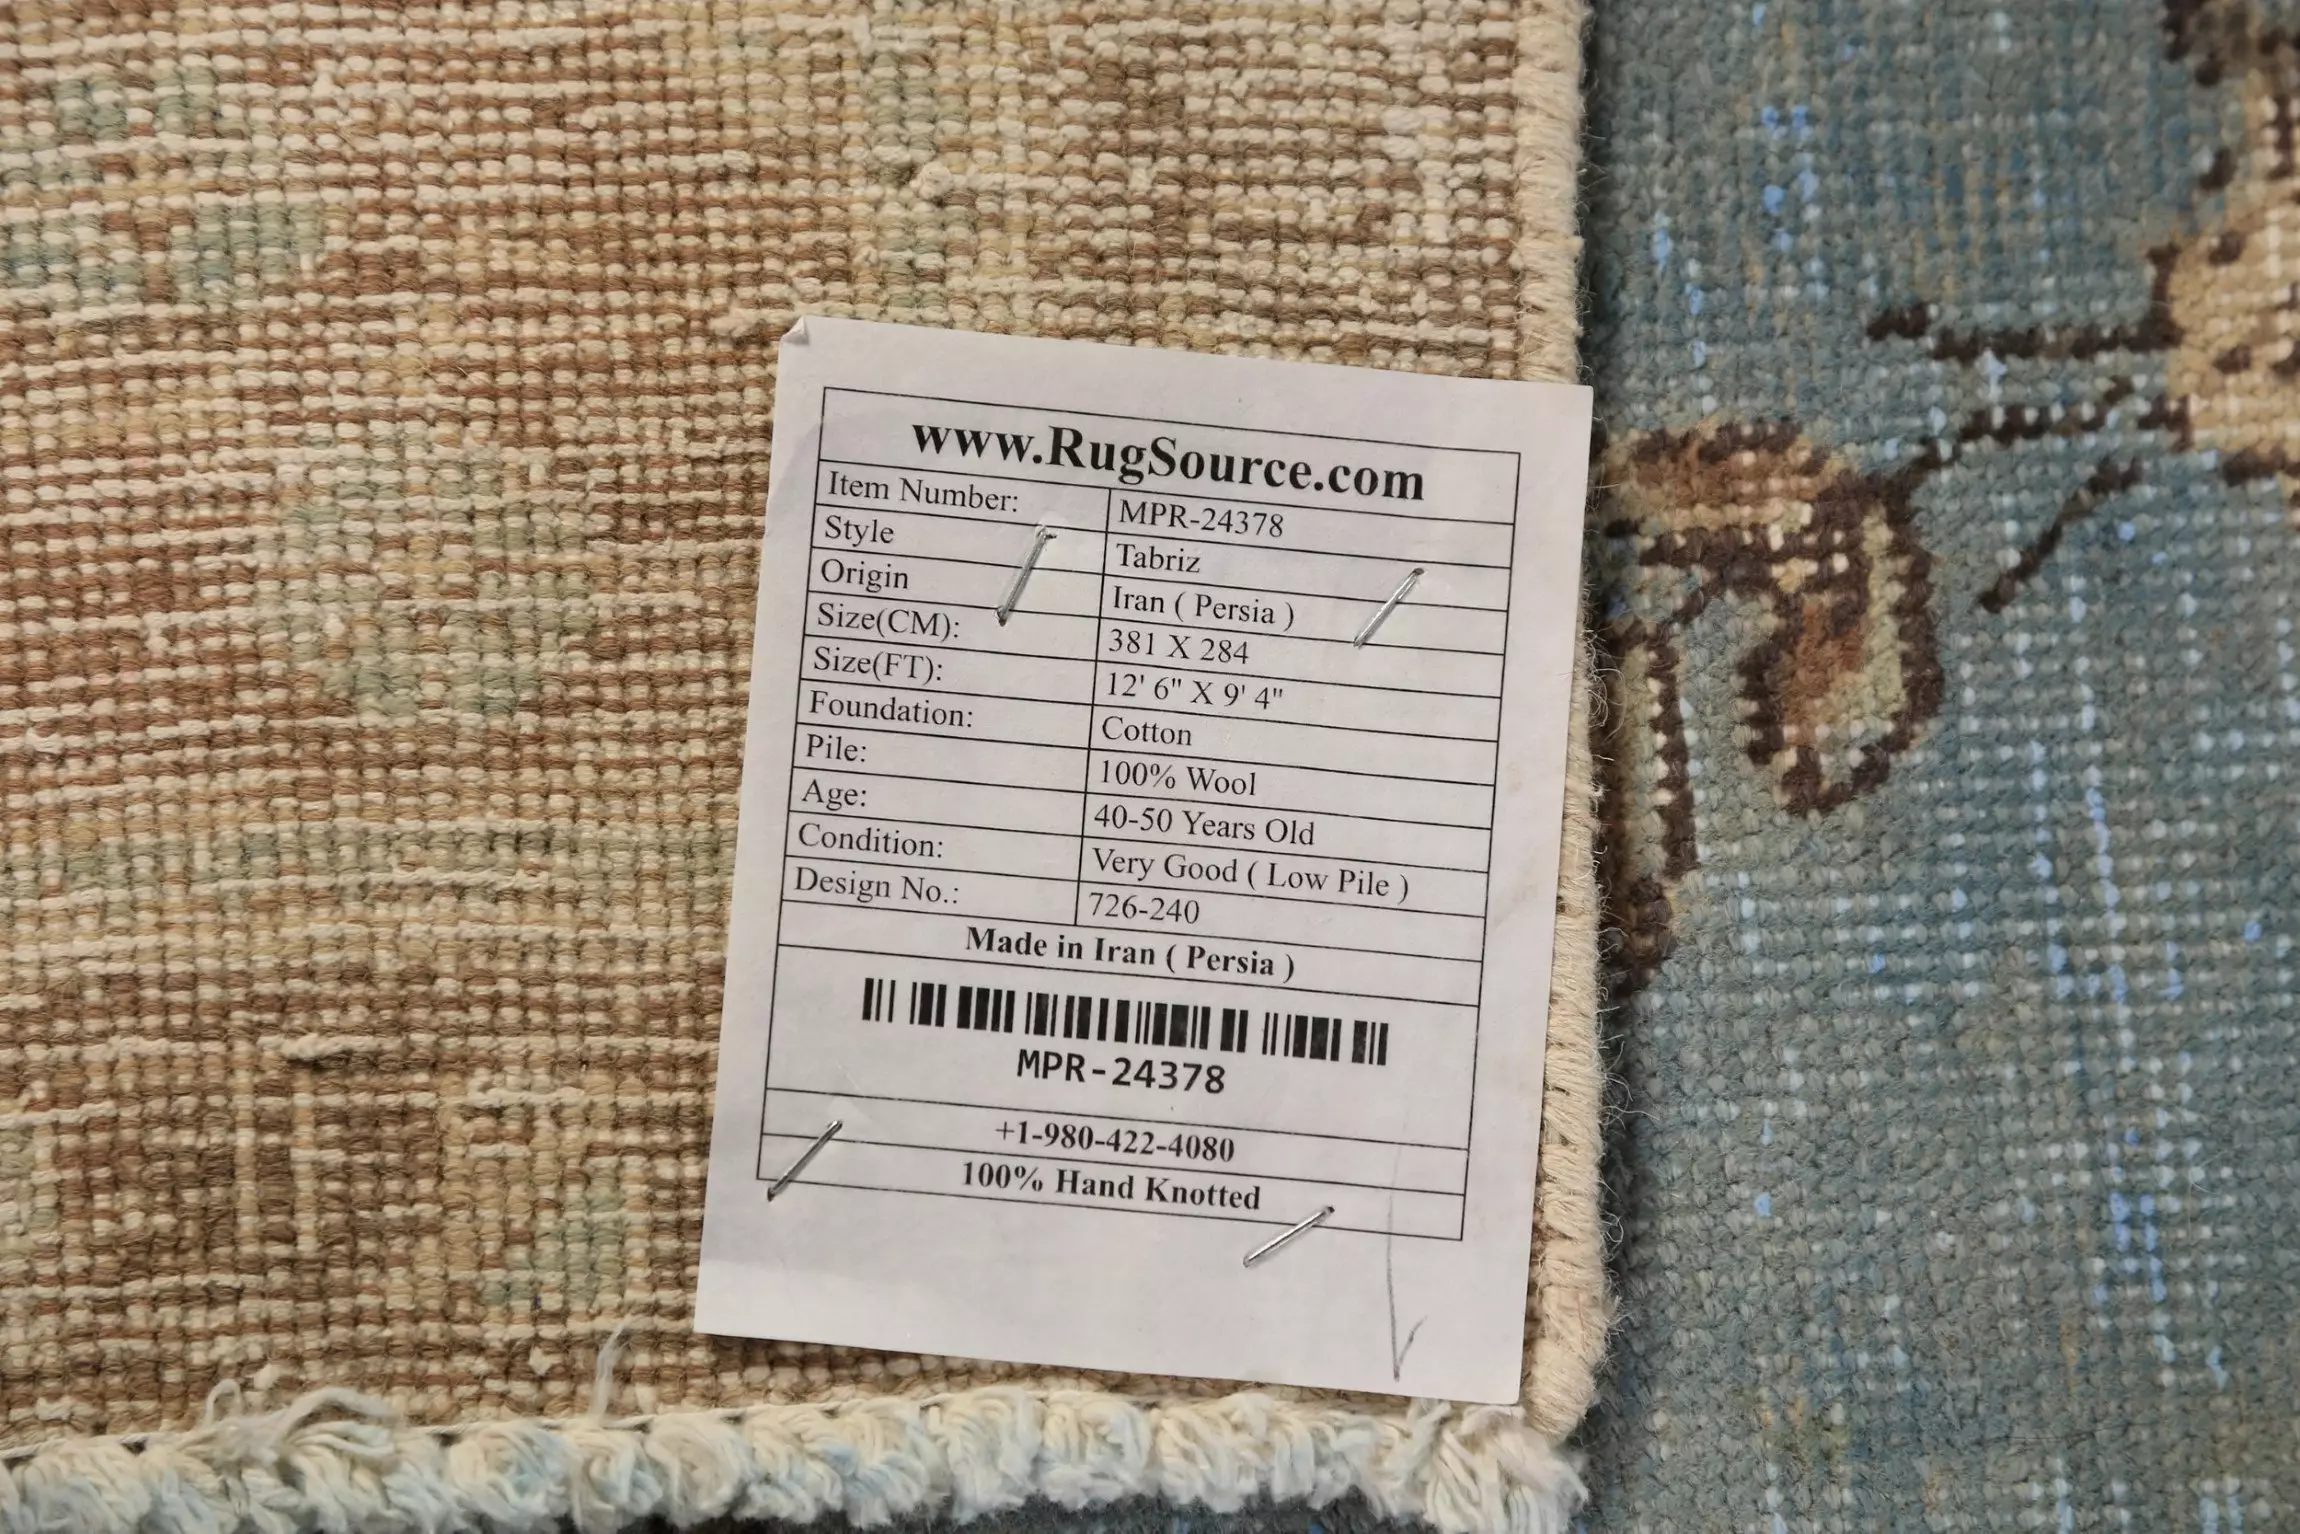 www.RugSource.com
Item Number: MPR-24378
Style Tabriz
Origin Iran ( Persia )
Size(CM): 381 X 284
Size(FT): 12' 6" X 9' 4"
Foundation: Cotton
Pile: 100% Wool
Age: 40-50 Years Old
Condition: Very Good ( Low Pile )
Design No.: 726-240
Made in Iran ( Persia )
MPR-24378
+1-980-422-4080
100% Hand Knotted